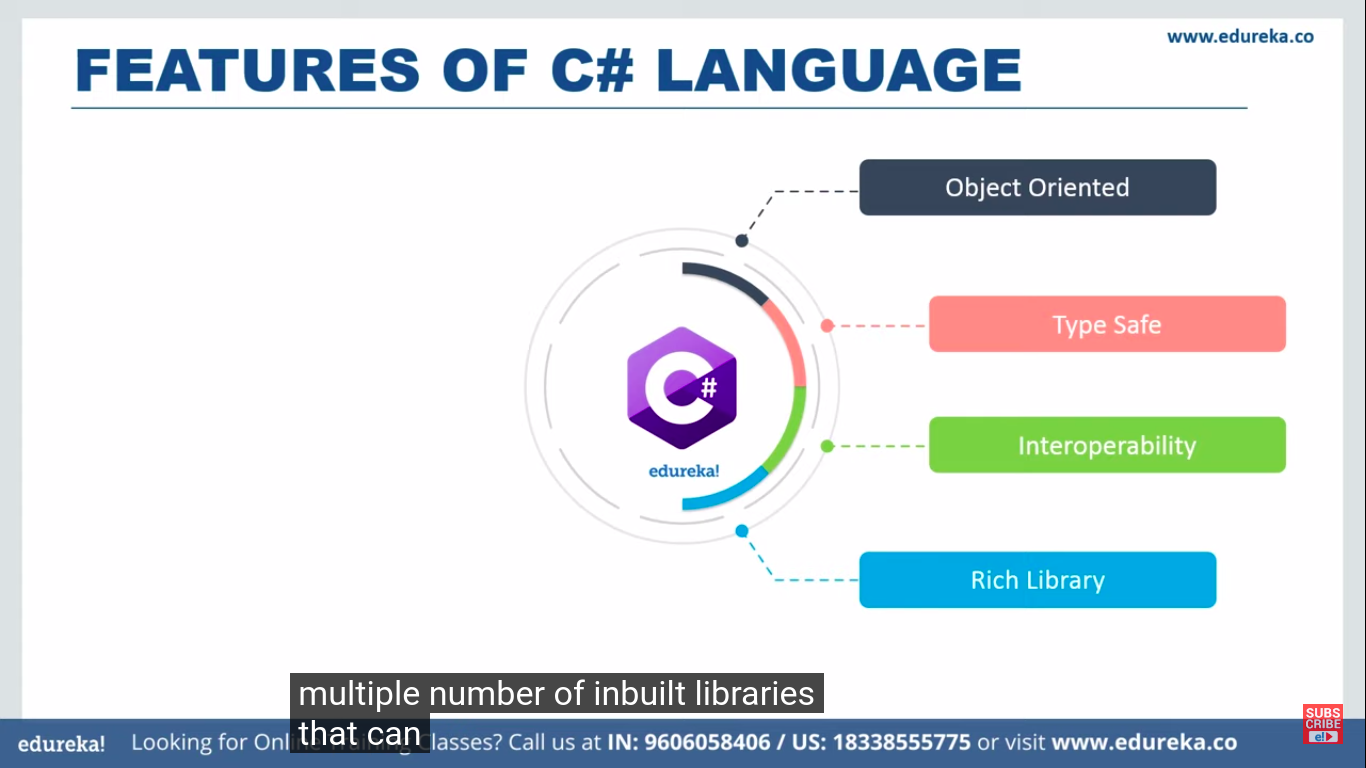 www.edureka.co
FEATURES OF C# LANGUAGE
Object Oriented
Type Safe
C#
Interoperability
edureka!
Rich Library
multiple number of inbuilt libraries
that can
SUBS
CRIBE
e!
edureka!
Looking for Online Training Classes? Call us at IN: 9606058406 / US: 18338555775 or visit www.edureka.co